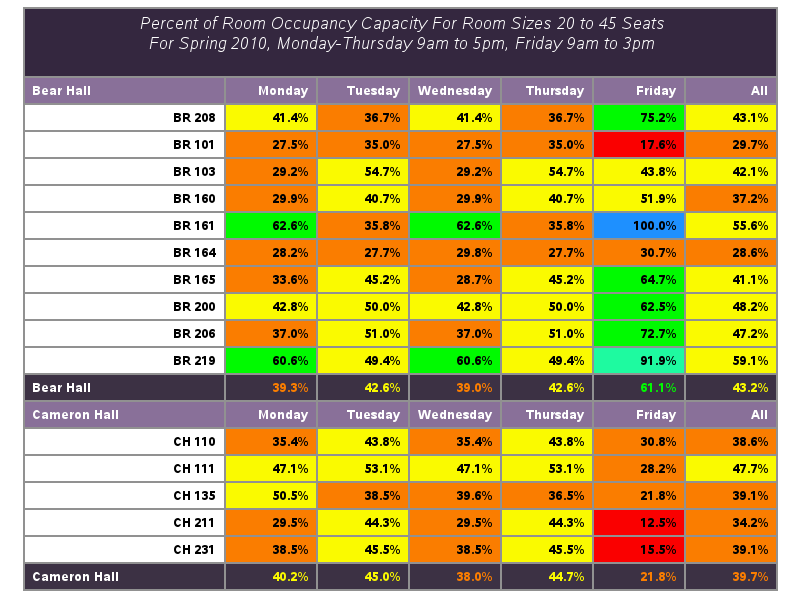 Percent of Room Occupancy Capacity For Room Sizes 20 to 45 Seats
For Spring 2010, Monday-Thursday 9am to 5pm, Friday 9am to 3pm
Bear Hall Monday Tuesday Wednesday Thursday Friday All
BR 208 41.4% 36.7% 41.4% 36.7% 75.2% 43.1%
BR 101 27.5% 35.0% 27.5% 35.0% 17.6% 29.7%
BR 103 29.2% 54.7% 29.2% 54.7% 43.8% 42.1%
BR 160 29.9% 40.7% 29.9% 40.7% 51.9% 37.2%
BR 161 62.6% 35.8% 62.6% 35.8% 100.0% 55.6%
BR 164 28.2% 27.7% 29.8% 27.7% 30.7% 28.6%
BR 165 33.6% 45.2% 28.7% 45.2% 64.7% 41.1%
BR 200 42.8% 50.0% 42.8% 50.0% 62.5% 48.2%
BR 206 37.0% 51.0% 37.0% 51.0% 72.7% 47.2%
BR 219 60.6% 49.4% 60.6% 49.4% 91.9% 59.1%
Bear Hall 39.3% 42.6% 39.0% 42.6% 61.1% 43.2%
Cameron Hall Monday Tuesday Wednesday Thursday Friday All
CH 110 35.4% 43.8% 35.4% 43.8% 30.8% 38.6%
CH 111 47.1% 53.1% 47.1% 53.1% 28.2% 47.7%
CH 135 50.5% 38.5% 39.6% 36.5% 21.8% 39.1%
CH 211 29.5% 44.3% 29.5% 44.3% 12.5% 34.2%
CH 231 38.5% 45.5% 38.5% 45.5% 15.5% 39.1%
Cameron Hall 40.2% 45.0% 38.0% 44.7% 21.8% 39.7%